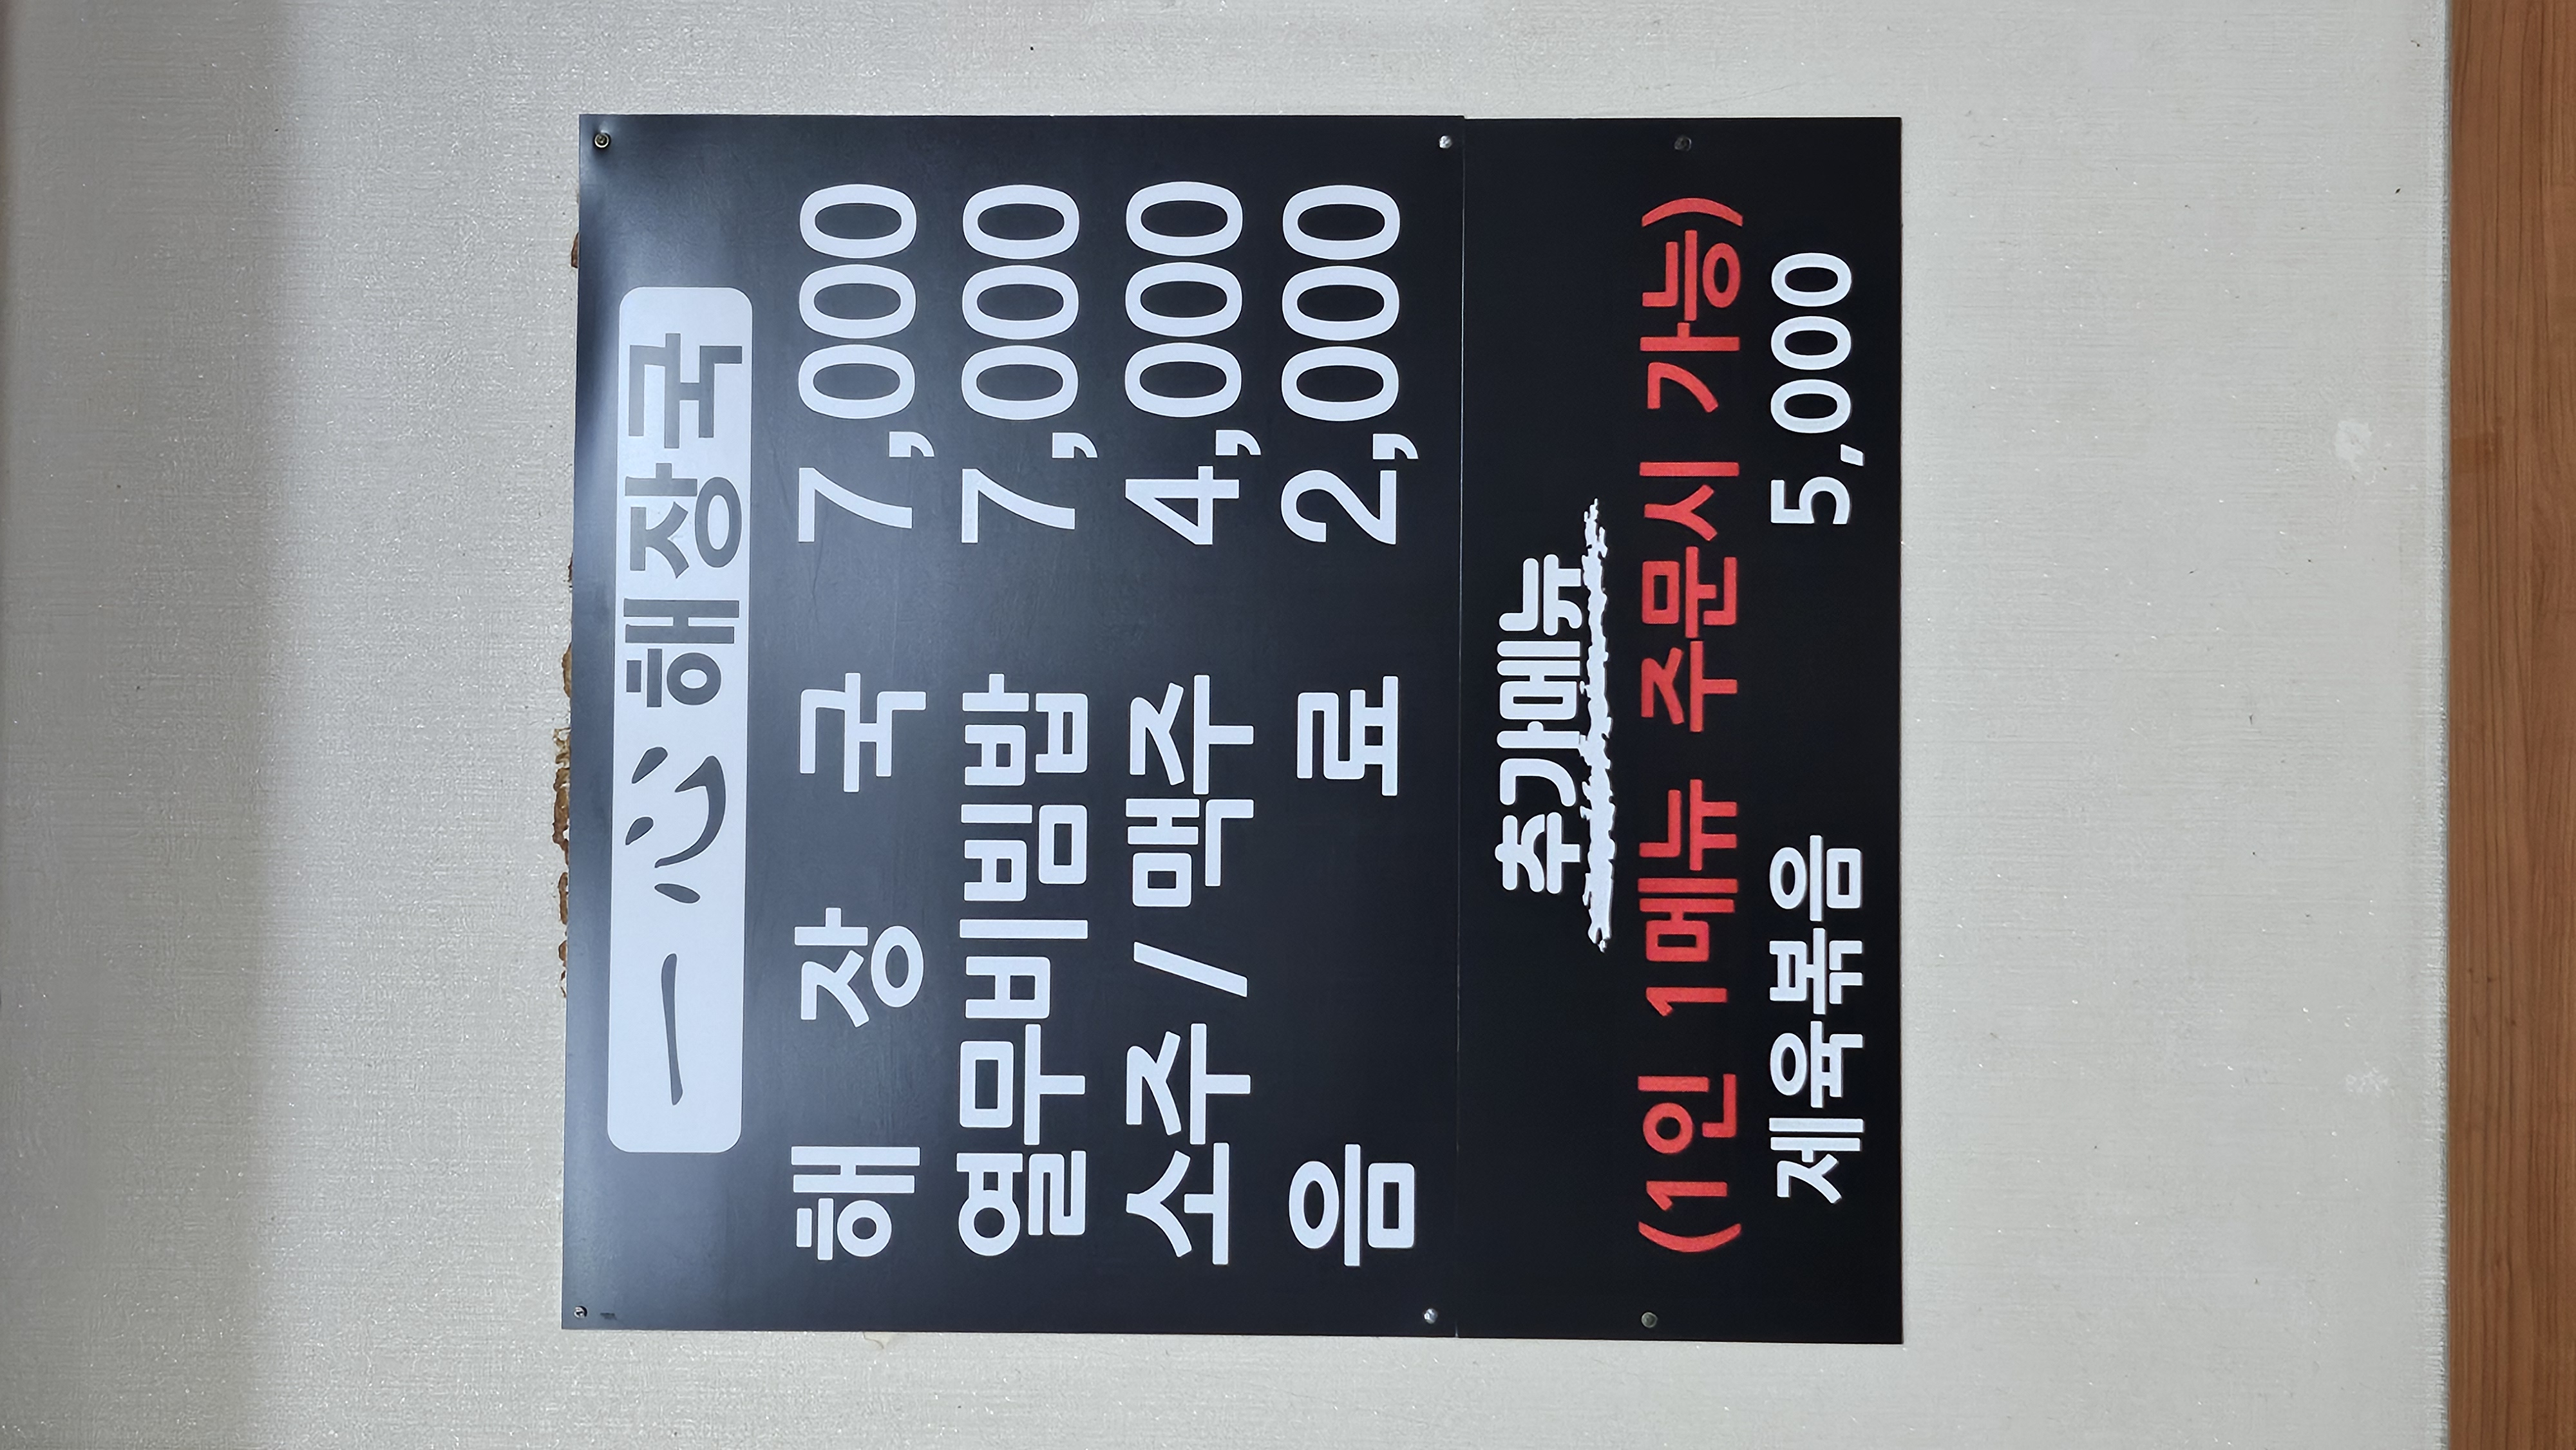 一心 해장국
해 장 국 7,000
열무비빔밥 7,000
소주 / 맥주 4,000
음 료 2,000
추가메뉴
(1인 1메뉴 주문시 가능)
제육볶음 5,000